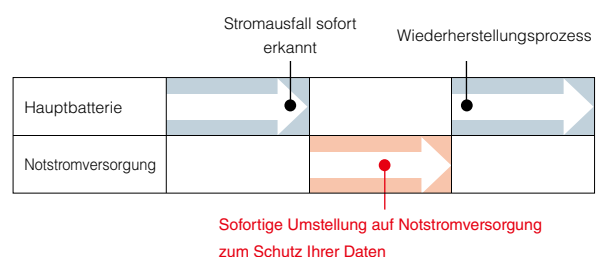 Stromausfall sofort
erkannt
Wiederherstellungsprozess
Hauptbatterie
Notstromversorgung
Sofortige Umstellung auf Notstromversorgung
zum Schutz Ihrer Daten